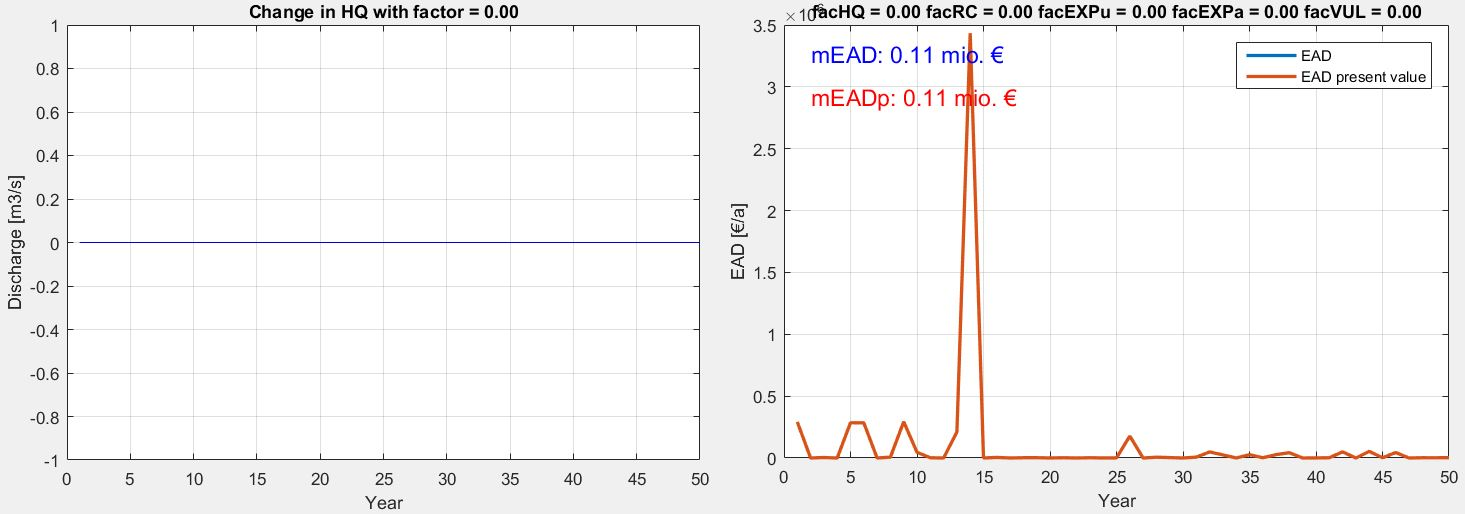 Change in HQ with factor = 0.00
1
0.8
0.6
0.4
0.2
0
-0.2
-0.4
-0.6
-0.8
-1
0 5 10 15 20 25 30 35 40 45 50
Discharge [m3/s]
Year
facHQ = 0.00 facRC = 0.00 facEXPu = 0.00 facEXPa = 0.00 facVUL = 0.00
×10
3.5
3
2.5
2
1.5
1
0.5
0
0 5 10 15 20 25 30 35 40 45 50
EAD [€/a]
Year
mEAD: 0.11 mio. €
mEADp: 0.11 mio. €
EAD
EAD present value